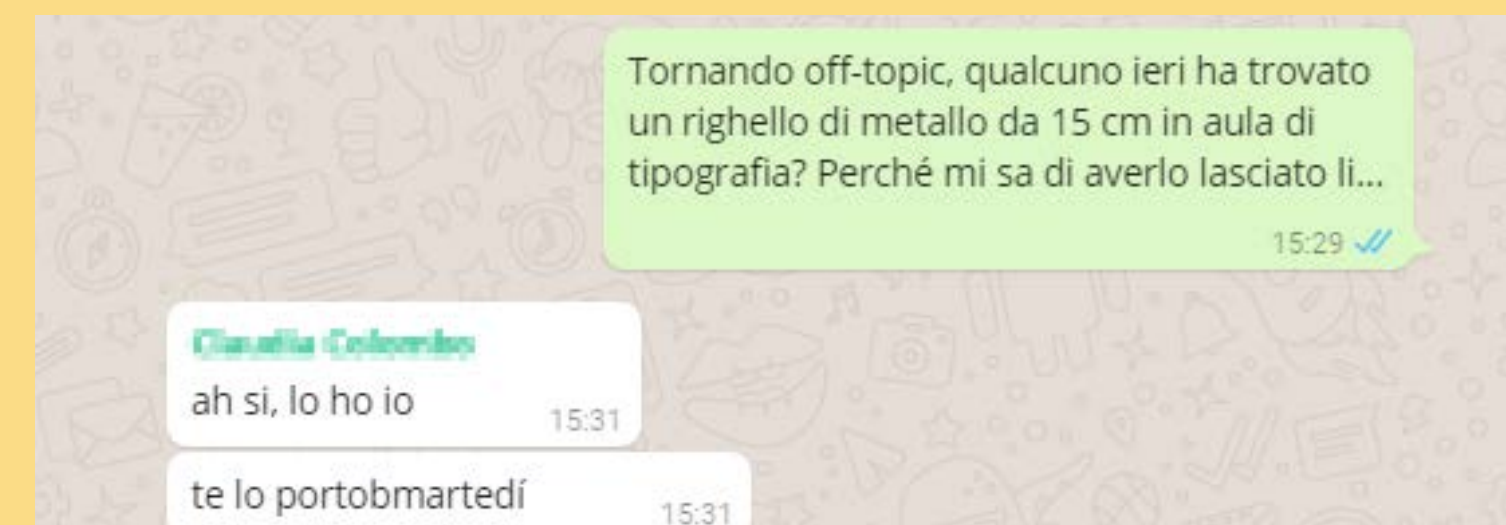 Tornando off-topic, qualcuno ieri ha trovato
un righello di metallo da 15 cm in aula di
tipografia? Perché mi sa di averlo lasciato li...
15:29
ah si, lo ho io
15:31
te lo portobmartedí
15:31